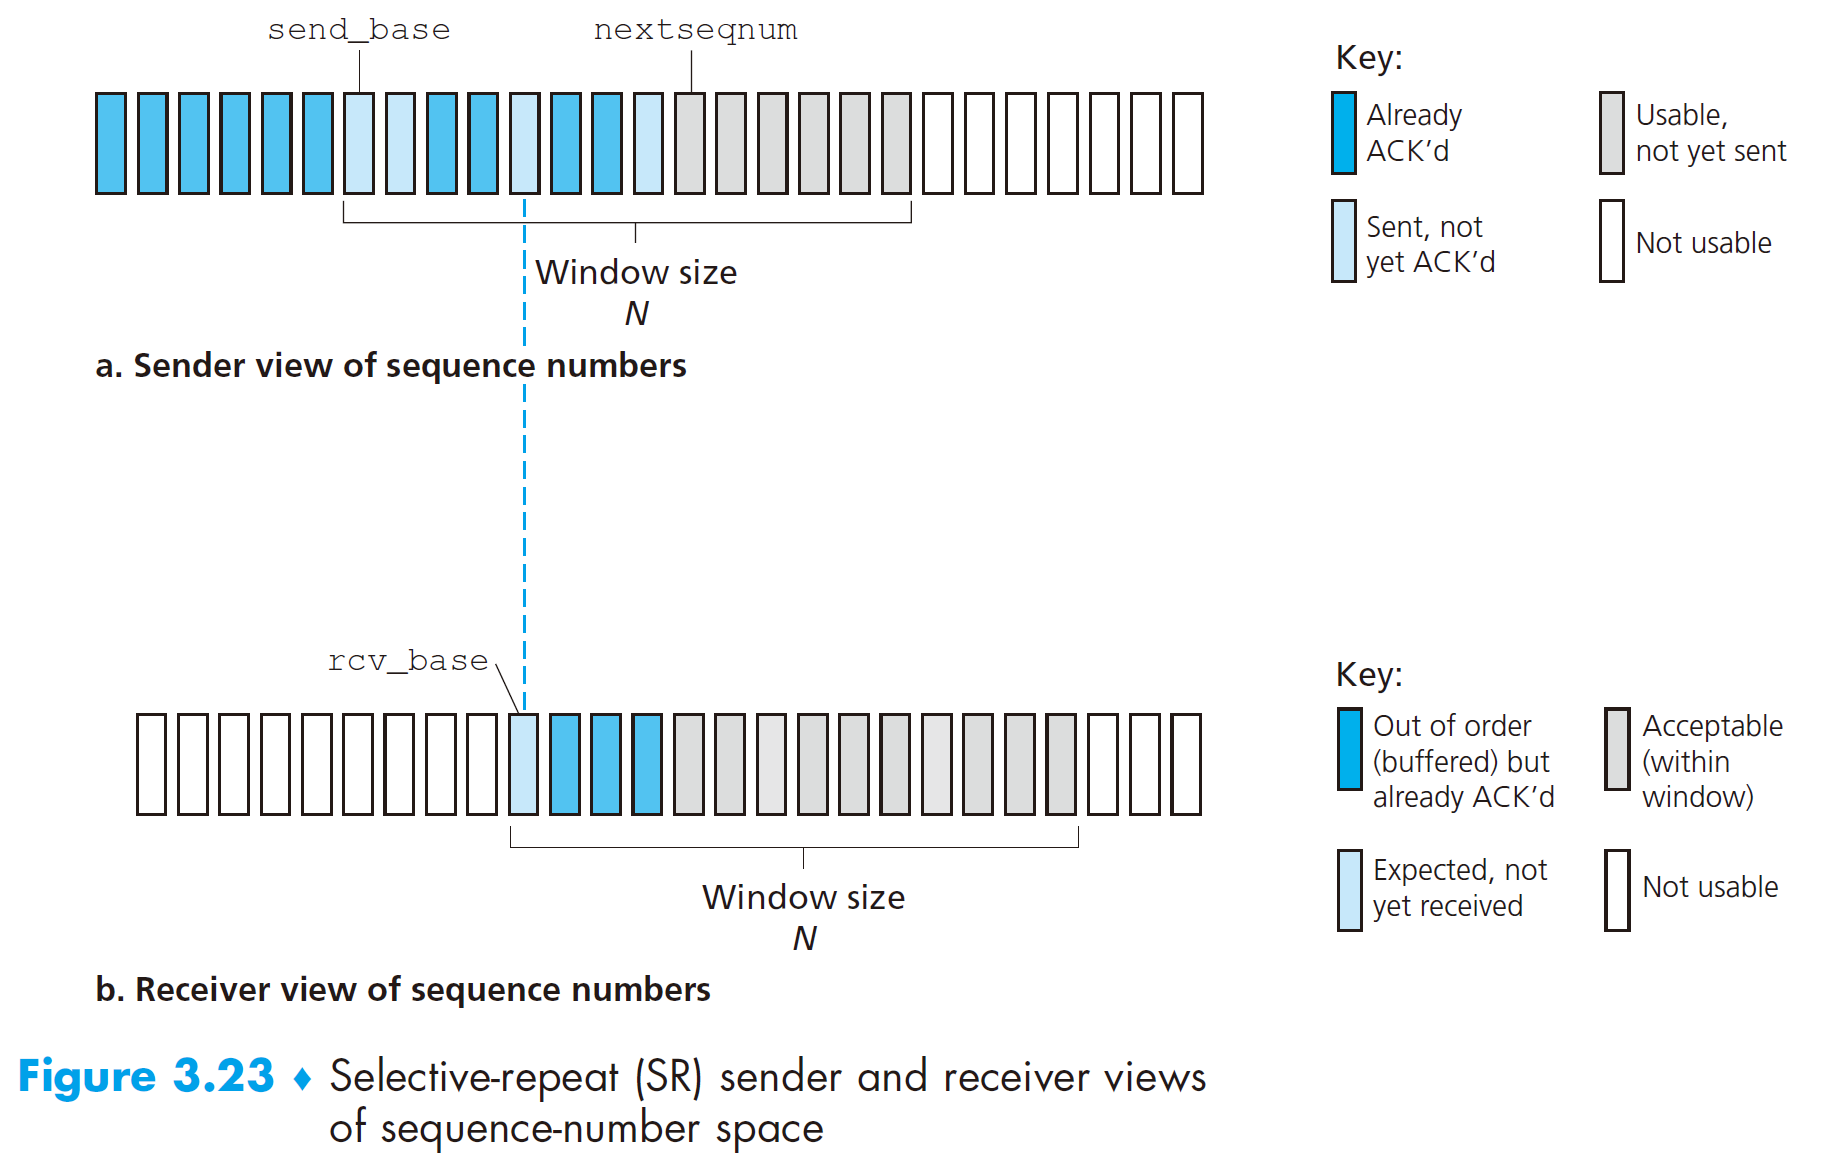 send_base
nextseqnum
Key:
Already
ACK’d
Usable,
not yet sent
Sent, not
yet ACK’d
Not usable
Window size
N
a. Sender view of sequence numbers
rcv_base
Key:
Out of order
(buffered) but
already ACK’d
Acceptable
(within
window)
Expected, not
yet received
Not usable
Window size
N
b. Receiver view of sequence numbers
Figure 3.23 ♦ Selective-repeat (SR) sender and receiver views
of sequence-number space